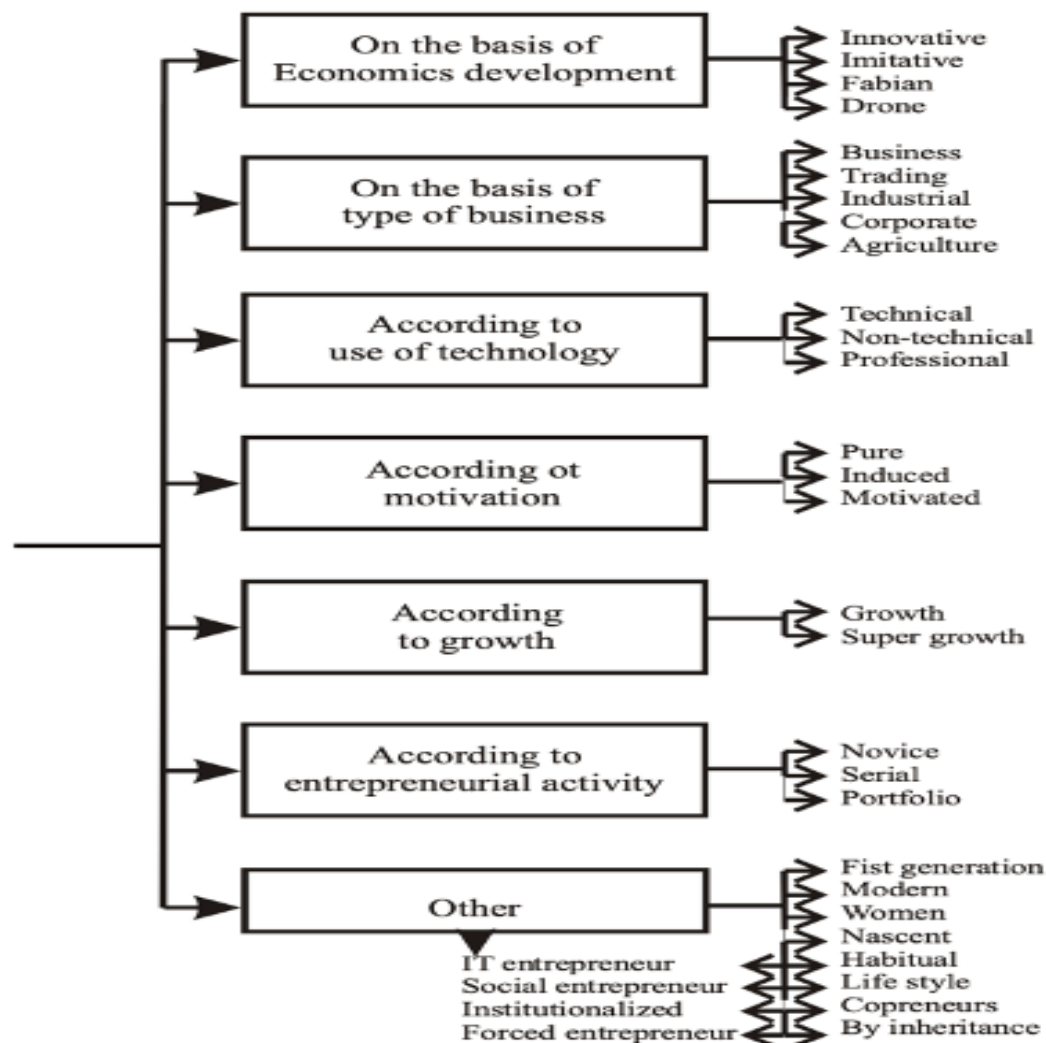 On the basis of
Economics development
Innovative
Imitative
Fabian
Drone
On the basis of
type of business
Business
Trading
Industrial
Corporate
Agriculture
According to
use of technology
Technical
Non-technical
Professional
According ot
motivation
Pure
Induced
Motivated
According
to growth
Growth
Super growth
According to
entrepreneurial activity
Novice
Serial
Portfolio
Other
Fist generation
Modern
Women
Nascent
Habitual
Life style
Copreneurs
By inheritance
IT entrepreneur
Social entrepreneur
Institutionalized
Forced entrepreneur